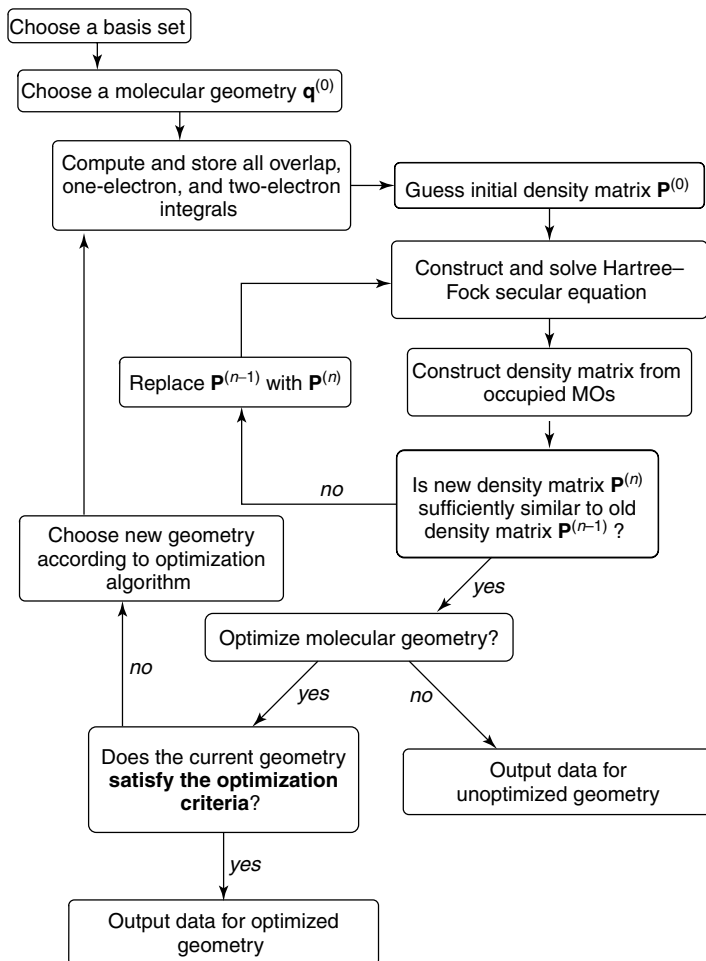 Choose a basis set
Choose a molecular geometry q(0)
Compute and store all overlap,
one-electron, and two-electron
integrals
Guess initial density matrix P(0)
Construct and solve Hartree–
Fock secular equation
Replace P(n–1) with P(n)
Construct density matrix from
occupied MOs
no
Is new density matrix P(n)
sufficiently similar to old
density matrix P(n–1) ?
Choose new geometry
according to optimization
algorithm
yes
Optimize molecular geometry?
no
yes
no
Does the current geometry
satisfy the optimization
criteria?
Output data for
unoptimized geometry
yes
Output data for optimized
geometry